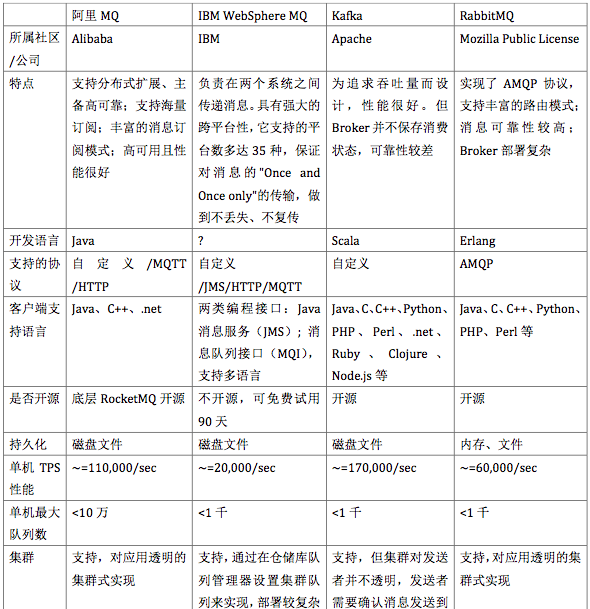 阿里 MQ
IBM WebSphere MQ
Kafka
RabbitMQ
所属社区
/公司
Alibaba
IBM
Apache
Mozilla Public License
特点
支持分布式扩展、主
备高可靠；支持海量
订阅；丰富的消息订
阅模式；高可用且性
能很好
负责在两个系统之间
传递消息。具有强大的
跨平台性，它支持的平
台数多达 35 种，保证
对消息的"Once and
Once only"的传输，做
到不丢失、不复传
为追求吞吐量而设
计，性能很好。但
Broker 并不保存消费
状态，可靠性较差
实现了 AMQP 协议，
支持丰富的路由模式；
消息可靠性较高；
Broker 部署复杂
开发语言
Java
?
Scala
Erlang
支持的协
议
自定义/MQTT
/HTTP
自定义
/JMS/HTTP/MQTT
自定义
AMQP
客户端支
持语言
Java、C++、.net
两类编程接口：Java
消息服务（JMS）; 消
息队列接口（MQI），
支持多语言
Java、C、C++、Python、
PHP、Perl、.net、
Ruby、Clojure、
Node.js 等
Java、C、C++、Python、
PHP、Perl 等
是否开源
底层 RocketMQ 开源
不开源，可免费试用
90 天
开源
开源
持久化
磁盘文件
磁盘文件
磁盘文件
内存、文件
单机 TPS
性能
~=110,000/sec
~=20,000/sec
~=170,000/sec
~=60,000/sec
单机最大
队列数
<10 万
<1 千
<1 千
<1 千
集群
支持，对应用透明的
集群式实现
支持，通过在仓储库队
列管理器设置集群队
列来实现，部署较复杂
支持，但集群对发送
者并不透明，发送者
需要确认消息发送到
支持，对应用透明的集
群式实现